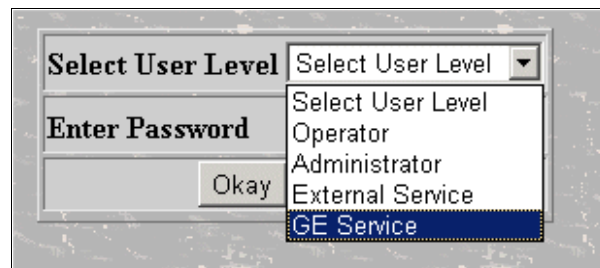 Select User Level Select User Level
Select User Level
Enter Password Operator
Administrator
Okay External Service
GE Service